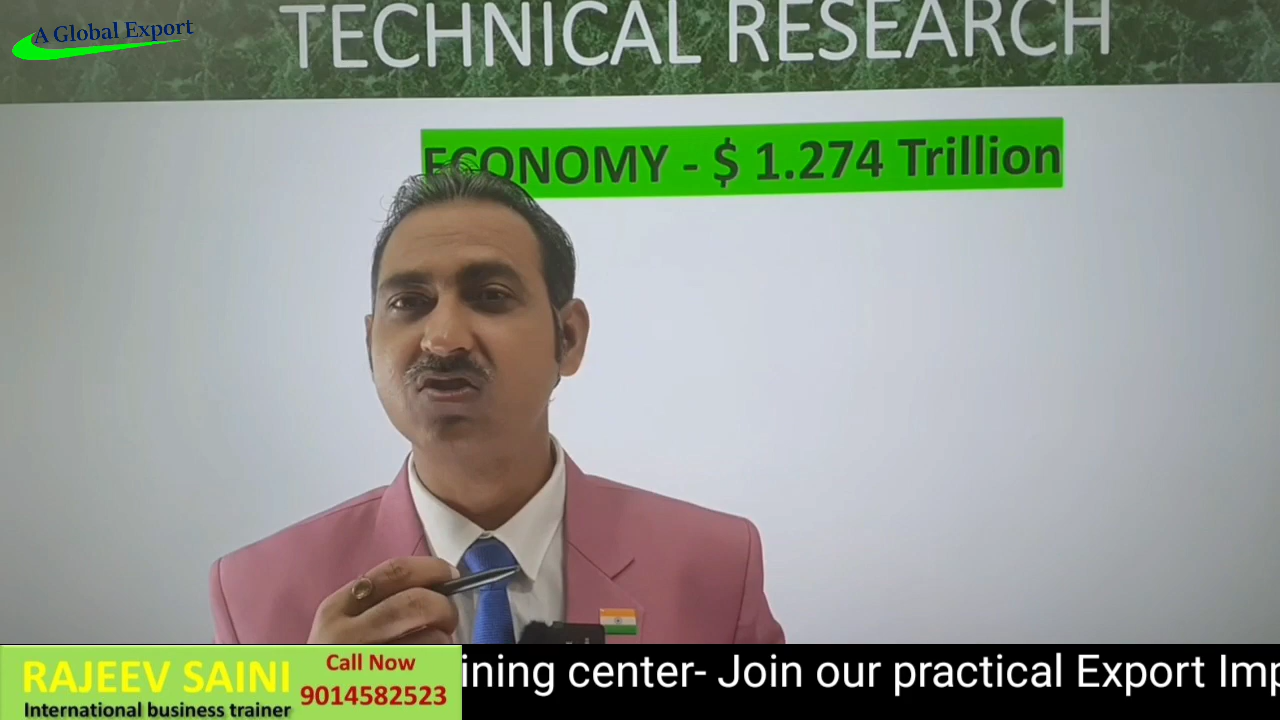 A Global Export
TECHNICAL RESEARCH
ECONOMY - $ 1.274 Trillion
RAJEEV SAINI
International business trainer
Call Now
9014582523
ining center- Join our practical Export Imp